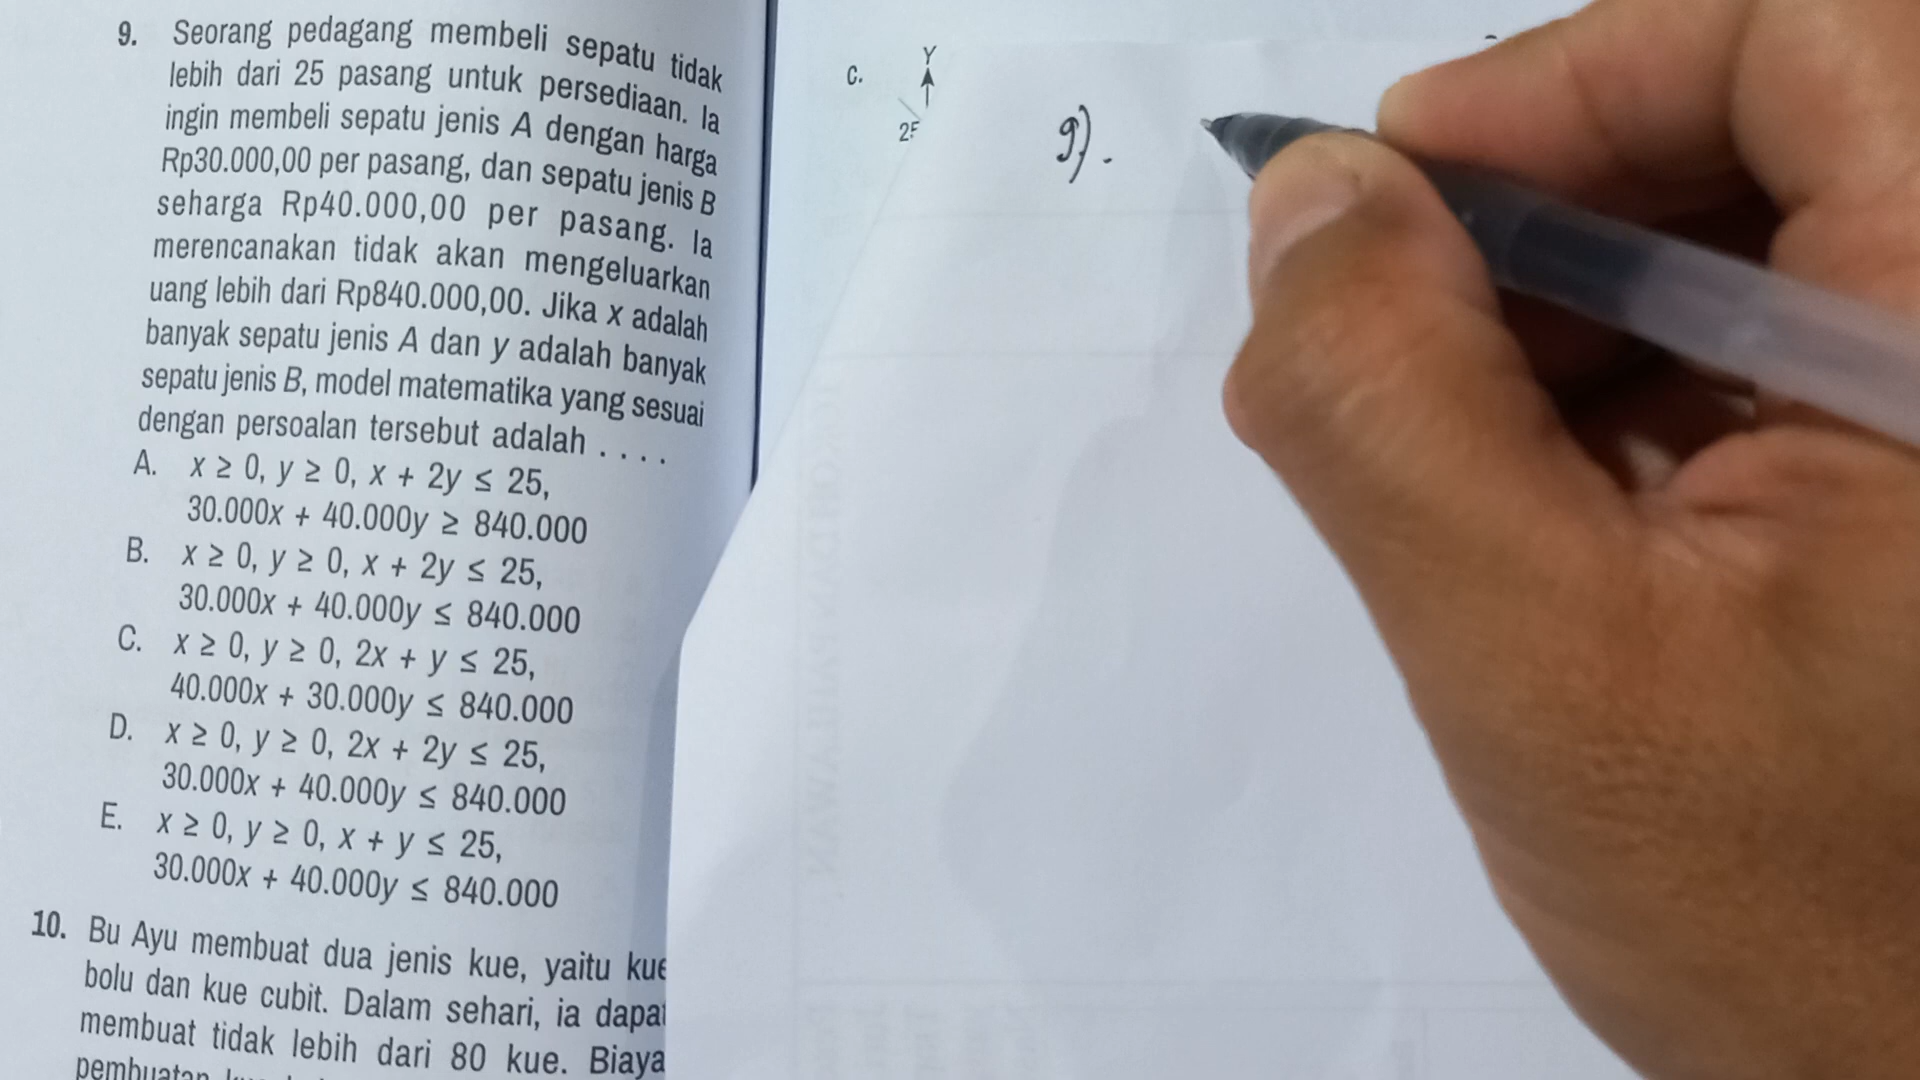 9. Seorang pedagang membeli sepatu tidak
lebih dari 25 pasang untuk persediaan. Ia
ingin membeli sepatu jenis A dengan harga
Rp30.000,00 per pasang, dan sepatu jenis B
seharga Rp40.000,00 per pasang. Ia
merencanakan tidak akan mengeluarkan
uang lebih dari Rp840.000,00. Jika x adalah
banyak sepatu jenis A dan y adalah banyak
sepatu jenis B, model matematika yang sesuai
dengan persoalan tersebut adalah . . . .
A. x ≥ 0, y ≥ 0, x + 2y ≤ 25,
30.000x + 40.000y ≥ 840.000
B. x ≥ 0, y ≥ 0, x + 2y ≤ 25,
30.000x + 40.000y ≤ 840.000
C. x ≥ 0, y ≥ 0, 2x + y ≤ 25,
40.000x + 30.000y ≤ 840.000
D. x ≥ 0, y ≥ 0, 2x + 2y ≤ 25,
30.000x + 40.000y ≤ 840.000
E. x ≥ 0, y ≥ 0, x + y ≤ 25,
30.000x + 40.000y ≤ 840.000
10. Bu Ayu membuat dua jenis kue, yaitu kue
bolu dan kue cubit. Dalam sehari, ia dapat
membuat tidak lebih dari 80 kue. Biaya
pembuatan
C.
Y
25
9).